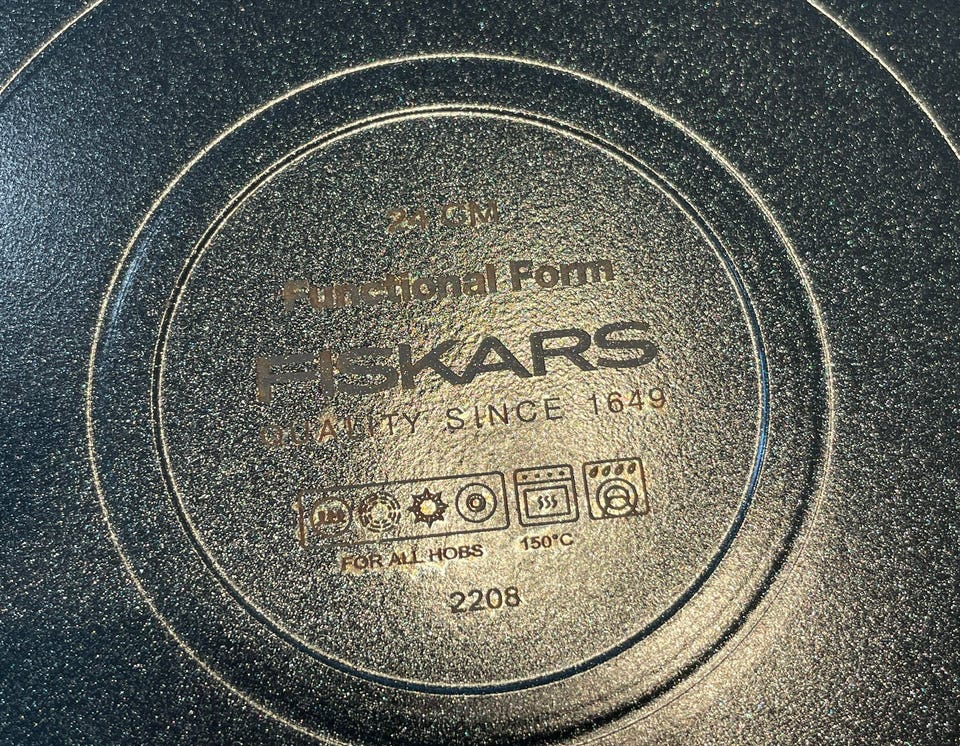 24 CM
Functional Form
FISKARS
QUALITY SINCE 1649
FOR ALL HOBS
150°C
2208